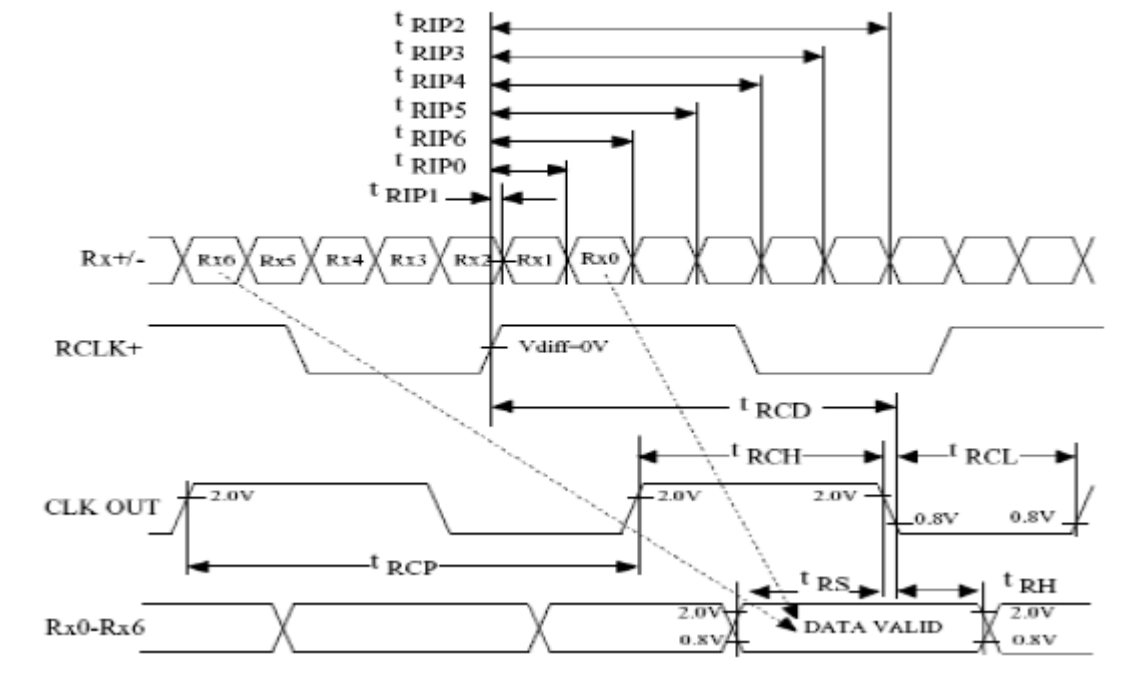 t RIP2
t RIP3
t RIP4
t RIP5
t RIP6
t RIP0
t RIP1
Rx+/- Rx6 Rx5 Rx4 Rx3 Rx2 Rx1 Rx0
RCLK+ Vdiff=0V
t RCD
t RCH t RCL
CLK OUT 2.0V 2.0V 2.0V 0.8V 0.8V
t RCP
t RS t RH
Rx0-Rx6 2.0V 0.8V DATA VALID 2.0V 0.8V